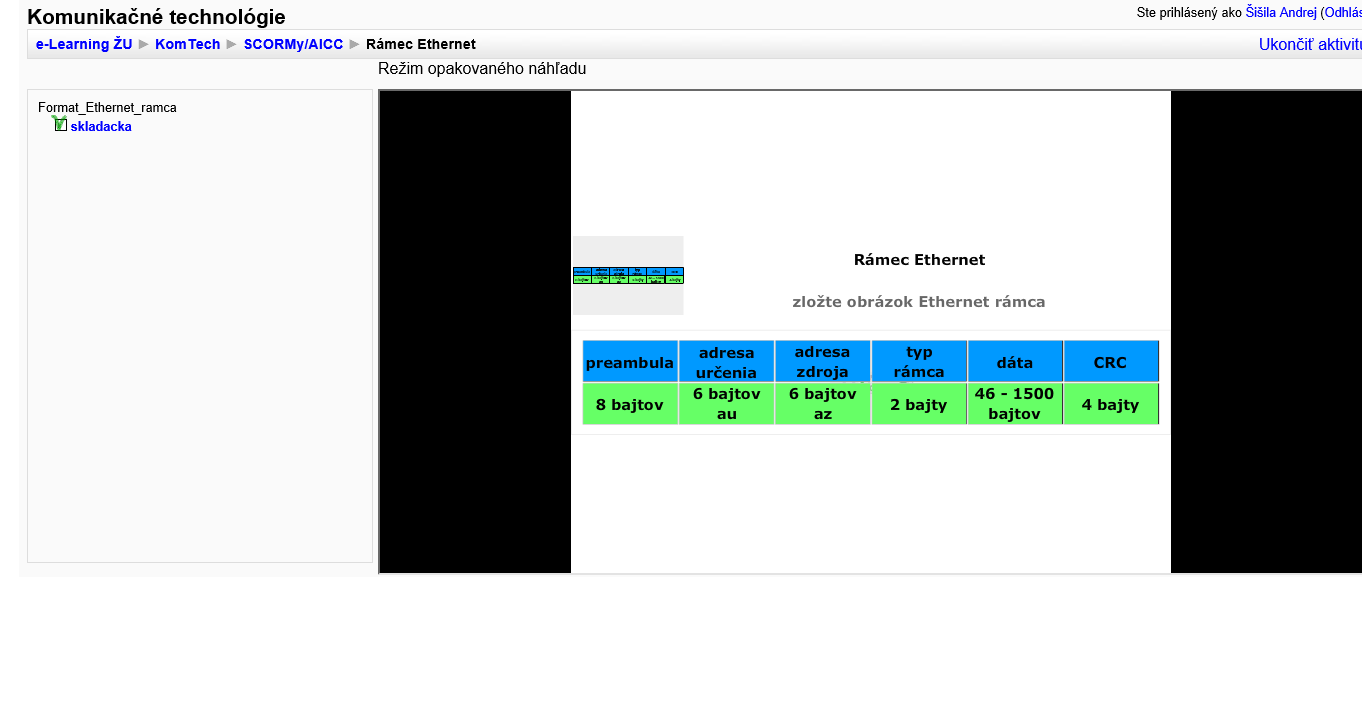 Komunikačné technológie
Ste prihlásený ako Šišila Andrej (Odhlás
e-Learning ŽU ► KomTech ► SCORMy/AICC ► Rámec Ethernet
Ukončiť aktivitu
Režim opakovaného náhľadu
Format_Ethernet_ramca
skladacka
Rámec Ethernet
zložte obrázok Ethernet rámca
preambula adresa určenia adresa zdroja typ rámca dáta CRC
8 bajtov 6 bajtov au 6 bajtov az 2 bajty 46 - 1500 bajtov 4 bajty